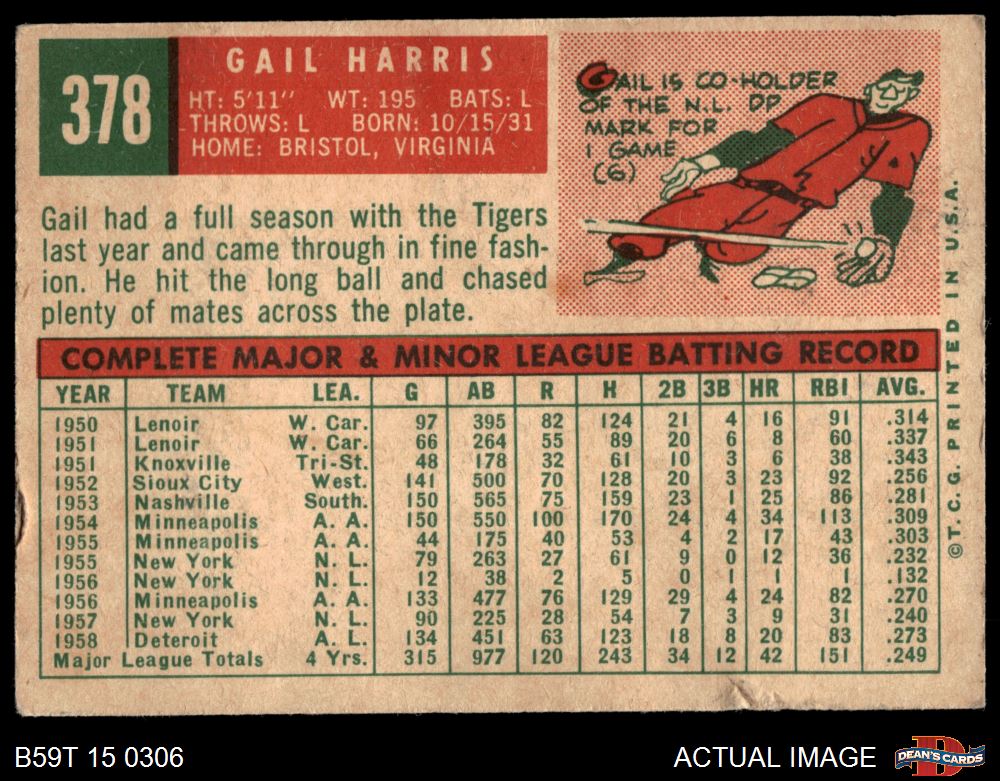 378
GAIL HARRIS
HT: 5'11" WT: 195 BATS: L
THROWS: L BORN: 10/15/31
HOME: BRISTOL, VIRGINIA
GAIL IS CO-HOLDER
OF THE N.L. DP
MARK FOR
1 GAME
(6)
Gail had a full season with the Tigers
last year and came through in fine fash-
ion. He hit the long ball and chased
plenty of mates across the plate.
COMPLETE MAJOR & MINOR LEAGUE BATTING RECORD
YEAR TEAM LEA. G AB R H 2B 3B HR RBI AVG.
1950 Lenoir W. Car. 97 395 82 124 21 4 16 91 .314
1951 Lenoir W. Car. 66 264 55 89 20 6 8 60 .337
1951 Knoxville Tri-St. 48 178 32 61 10 3 6 38 .343
1952 Sioux City West. 141 500 70 128 20 3 23 92 .256
1953 Nashville South. 150 565 75 159 23 1 25 86 .281
1954 Minneapolis A. A. 150 550 100 170 24 4 34 113 .309
1955 Minneapolis A. A. 44 175 40 53 4 2 17 43 .303
1955 New York N. L. 79 263 27 61 9 0 12 36 .232
1956 New York N. L. 12 38 2 5 0 1 1 1 .132
1956 Minneapolis A. A. 133 477 76 129 29 4 24 82 .270
1957 New York N. L. 90 225 28 54 7 3 9 31 .240
1958 Deteroit A. L. 134 451 63 123 18 8 20 83 .273
Major League Totals 4 Yrs. 315 977 120 243 34 12 42 151 .249
©T. C. G. PRINTED IN U.S.A.
B59T 15 0306
ACTUAL IMAGE
D
DEAN'S CARDS